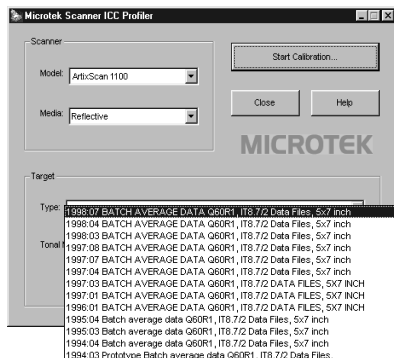 Microtek Scanner ICC Profiler
Scanner
Model: ArtixScan 1100
Start Calibration...
Media: Reflective
Close Help
MICROTEK
Target
Type:
1998:07 BATCH AVERAGE DATA Q60R1, IT8.7/2 Data Files, 5x7 inch
1998:04 BATCH AVERAGE DATA Q60R1, IT8.7/2 Data Files, 5x7 inch
1998:03 BATCH AVERAGE DATA Q60R1, IT8.7/2 Data Files, 5x7 inch
1997:08 BATCH AVERAGE DATA Q60R1, IT8.7/2 Data Files, 5x7 inch
1997:07 BATCH AVERAGE DATA Q60R1, IT8.7/2 Data Files, 5x7 inch
Tonal
1997:04 BATCH AVERAGE DATA Q60R1, IT8.7/2 Data Files, 5x7 inch
1997:03 BATCH AVERAGE DATA Q60R1, IT8.7/2 DATA FILES, 5X7 INCH
1997:01 BATCH AVERAGE DATA Q60R1, IT8.7/2 DATA FILES, 5X7 INCH
1996:01 BATCH AVERAGE DATA Q60R1, IT8.7/2 DATA FILES, 5X7 INCH
1995:04 Batch average data Q60R1, IT8.7/2 Data Files, 5x7 inch
1995:03 Batch average data Q60R1, IT8.7/2 Data Files, 5x7 inch
1994:04 Batch average data Q60R1, IT8.7/2 Data Files, 5x7 inch
1994:03 Prototype Batch average data Q60R1, IT8.7/2 Data Files,